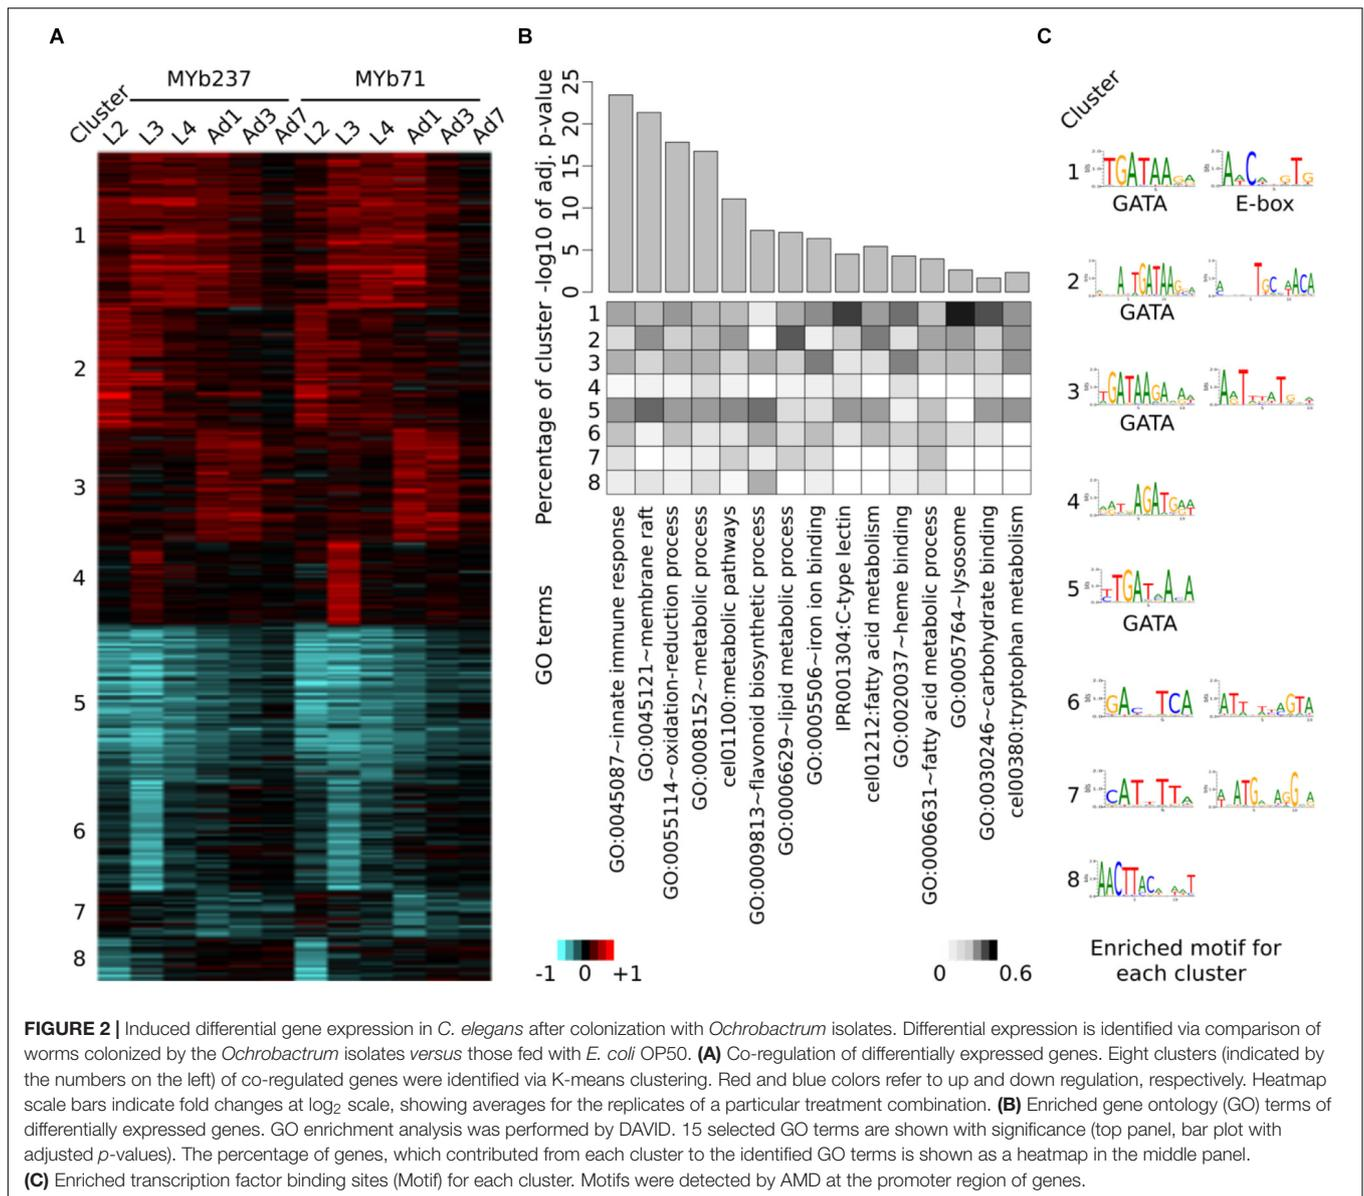 A
B
C
MYb237
MYb71
Cluster
L2
L3
L4
Ad1
Ad3
Ad7
L2
L3
L4
Ad1
Ad3
Ad7
1
2
3
4
5
6
7
8
-1 0 +1
-log10 of adj. p-value
25
20
15
10
5
0
Percentage of cluster
1
2
3
4
5
6
7
8
GO terms
GO:0045087~innate immune response
GO:0045121~membrane raft
GO:0055114~oxidation-reduction process
GO:0008152~metabolic process
cel01100:metabolic pathways
GO:0009813~flavonoid biosynthetic process
GO:0006629~lipid metabolic process
GO:0005506~iron ion binding
IPR001304:C-type lectin
cel01212:fatty acid metabolism
GO:0020037~heme binding
GO:0006631~fatty acid metabolic process
GO:0005764~lysosome
GO:0030246~carbohydrate binding
cel00380:tryptophan metabolism
0 0.6
Cluster
1
GATA
E-box
2
GATA
3
GATA
4
5
GATA
6
7
8
Enriched motif for
each cluster
FIGURE 2 | Induced differential gene expression in C. elegans after colonization with Ochrobactrum isolates. Differential expression is identified via comparison of
worms colonized by the Ochrobactrum isolates versus those fed with E. coli OP50. (A) Co-regulation of differentially expressed genes. Eight clusters (indicated by
the numbers on the left) of co-regulated genes were identified via K-means clustering. Red and blue colors refer to up and down regulation, respectively. Heatmap
scale bars indicate fold changes at log2 scale, showing averages for the replicates of a particular treatment combination. (B) Enriched gene ontology (GO) terms of
differentially expressed genes. GO enrichment analysis was performed by DAVID. 15 selected GO terms are shown with significance (top panel, bar plot with
adjusted p-values). The percentage of genes, which contributed from each cluster to the identified GO terms is shown as a heatmap in the middle panel.
(C) Enriched transcription factor binding sites (Motif) for each cluster. Motifs were detected by AMD at the promoter region of genes.